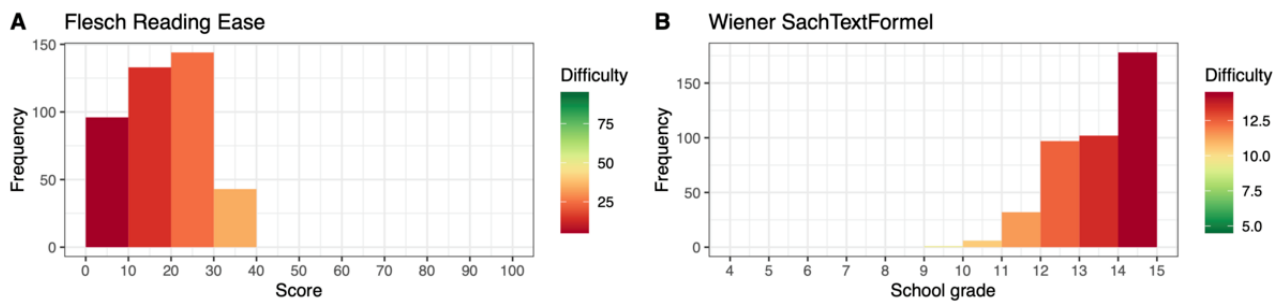 A Flesch Reading Ease
150
100
50
0
Frequency
0 10 20 30 40 50 60 70 80 90 100
Score
Difficulty
75
50
25
B Wiener SachTextFormel
150
100
50
0
Frequency
4 5 6 7 8 9 10 11 12 13 14 15
School grade
Difficulty
12.5
10.0
7.5
5.0